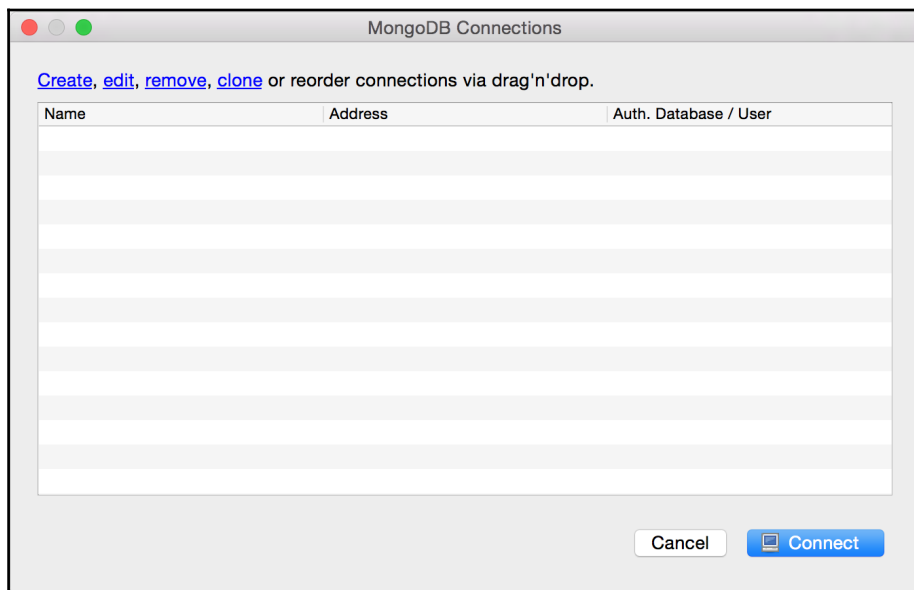 MongoDB Connections
Create, edit, remove, clone or reorder connections via drag'n'drop.
Name Address Auth. Database / User
Cancel Connect